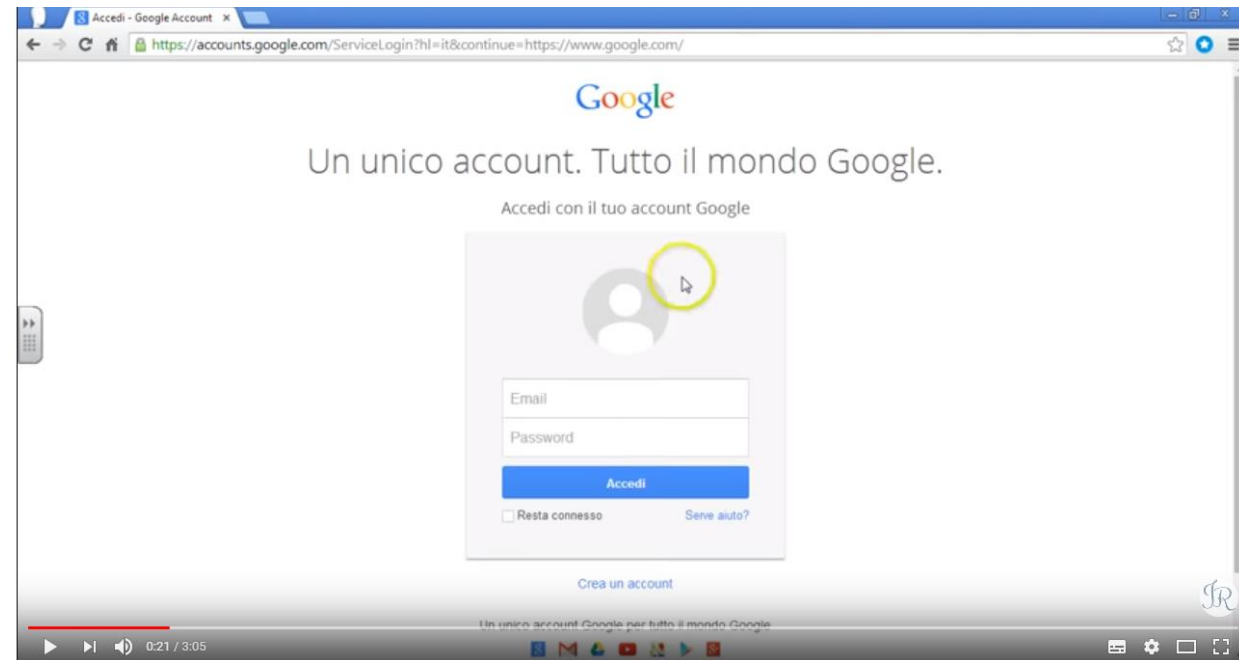 Accedi - Google Account
https://accounts.google.com/ServiceLogin?hl=it&continue=https://www.google.com/
Google
Un unico account. Tutto il mondo Google.
Accedi con il tuo account Google
Email
Password
Accedi
Resta connesso Serve aiuto?
Crea un account
Un unico account Google per tutto il mondo Google
JR
0:21 / 3:05